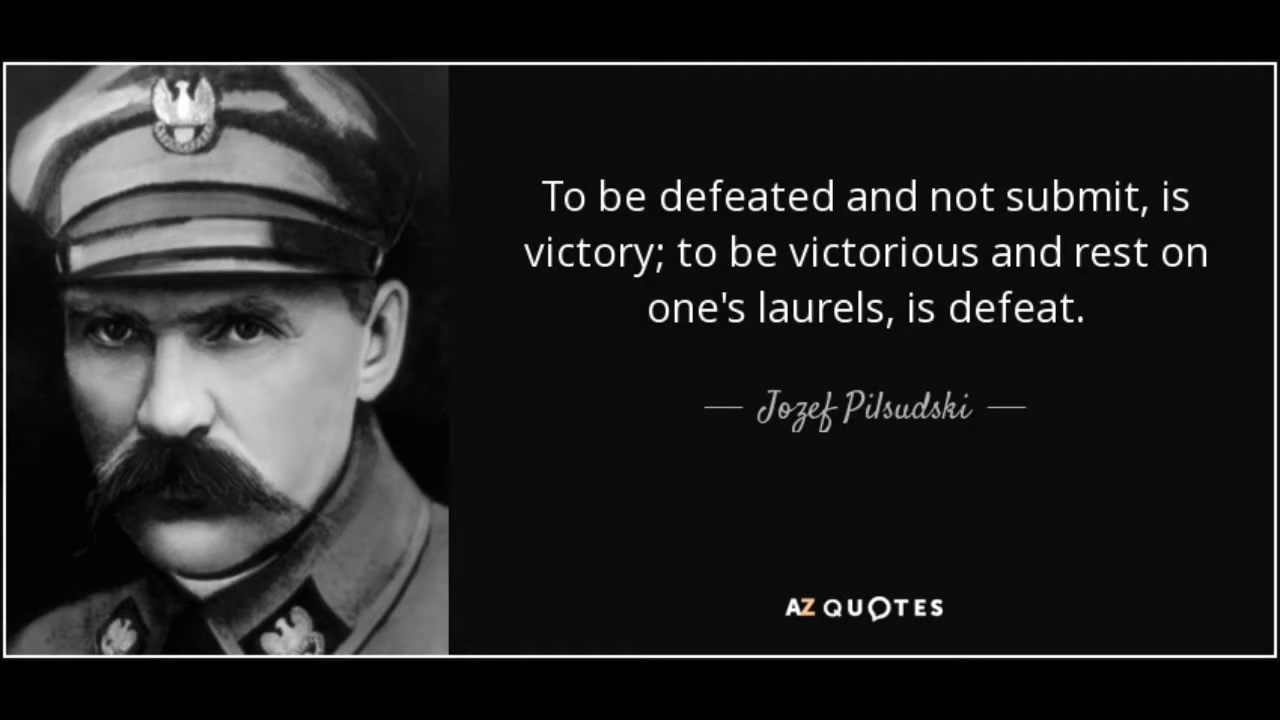 To be defeated and not submit, is
victory; to be victorious and rest on
one's laurels, is defeat.
— Jozef Pilsudski —
AZ QUOTES